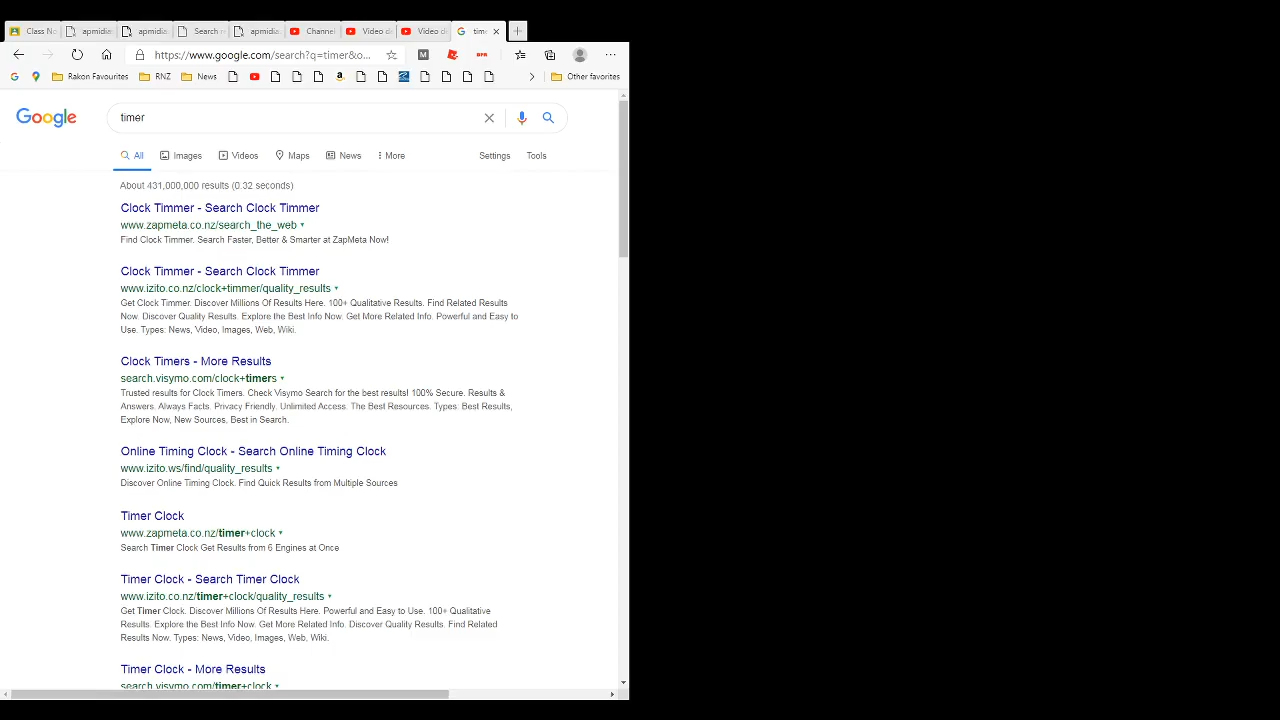 Class No
apmidia
apmidia
Search r
apmidia
Channel
Video d
Video d
time
https://www.google.com/search?q=timer&o...
Rakon Favourites
RNZ
News
Other favorites
Google
timer
All
Images
Videos
Maps
News
More
Settings
Tools
About 431,000,000 results (0.32 seconds)
Clock Timmer - Search Clock Timmer
www.zapmeta.co.nz/search_the_web
Find Clock Timmer. Search Faster, Better & Smarter at ZapMeta Now!
Clock Timmer - Search Clock Timmer
www.izito.co.nz/clock+timmer/quality_results
Get Clock Timmer. Discover Millions Of Results Here. 100+ Qualitative Results. Find Related Results
Now. Discover Quality Results. Explore the Best Info Now. Get More Related Info. Powerful and Easy to
Use. Types: News, Video, Images, Web, Wiki.
Clock Timers - More Results
search.visymo.com/clock+timers
Trusted results for Clock Timers. Check Visymo Search for the best results! 100% Secure. Results &
Answers. Always Facts. Privacy Friendly. Unlimited Access. The Best Resources. Types: Best Results,
Explore Now, New Sources, Best in Search.
Online Timing Clock - Search Online Timing Clock
www.izito.ws/find/quality_results
Discover Online Timing Clock. Find Quick Results from Multiple Sources
Timer Clock
www.zapmeta.co.nz/timer+clock
Search Timer Clock Get Results from 6 Engines at Once
Timer Clock - Search Timer Clock
www.izito.co.nz/timer+clock/quality_results
Get Timer Clock. Discover Millions Of Results Here. Powerful and Easy to Use. 100+ Qualitative
Results. Explore the Best Info Now. Get More Related Info. Discover Quality Results. Find Related
Results Now. Types: News, Video, Images, Web, Wiki.
Timer Clock - More Results
search.visymo.com/timer+clock